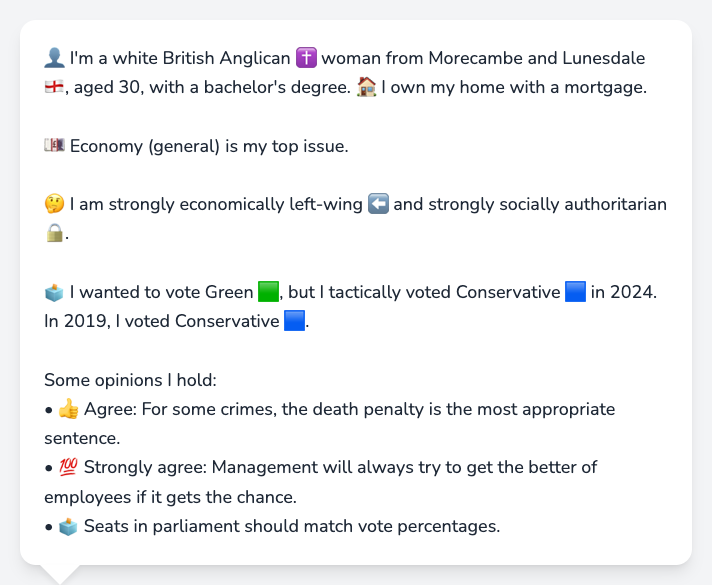 👤 I'm a white British Anglican ✝️ woman from Morecambe and Lunesdale
🏴󠁧󠁢󠁥󠁮󠁧󠁿, aged 30, with a bachelor's degree. 🏠 I own my home with a mortgage.
💷 Economy (general) is my top issue.
🤔 I am strongly economically left-wing ⬅️ and strongly socially authoritarian
🔒.
🗳️ I wanted to vote Green 🟩, but I tactically voted Conservative 🟦 in 2024.
In 2019, I voted Conservative 🟦.
Some opinions I hold:
• 👍 Agree: For some crimes, the death penalty is the most appropriate
sentence.
• 💯 Strongly agree: Management will always try to get the better of
employees if it gets the chance.
• 🗳️ Seats in parliament should match vote percentages.